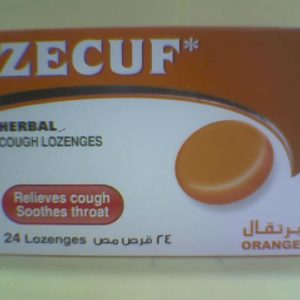 ZECUF*
HERBAL
COUGH LOZENGES
Relieves cough
Soothes throat
برتقال
ORANGE
24 Lozenges ٢٤ قرص مص